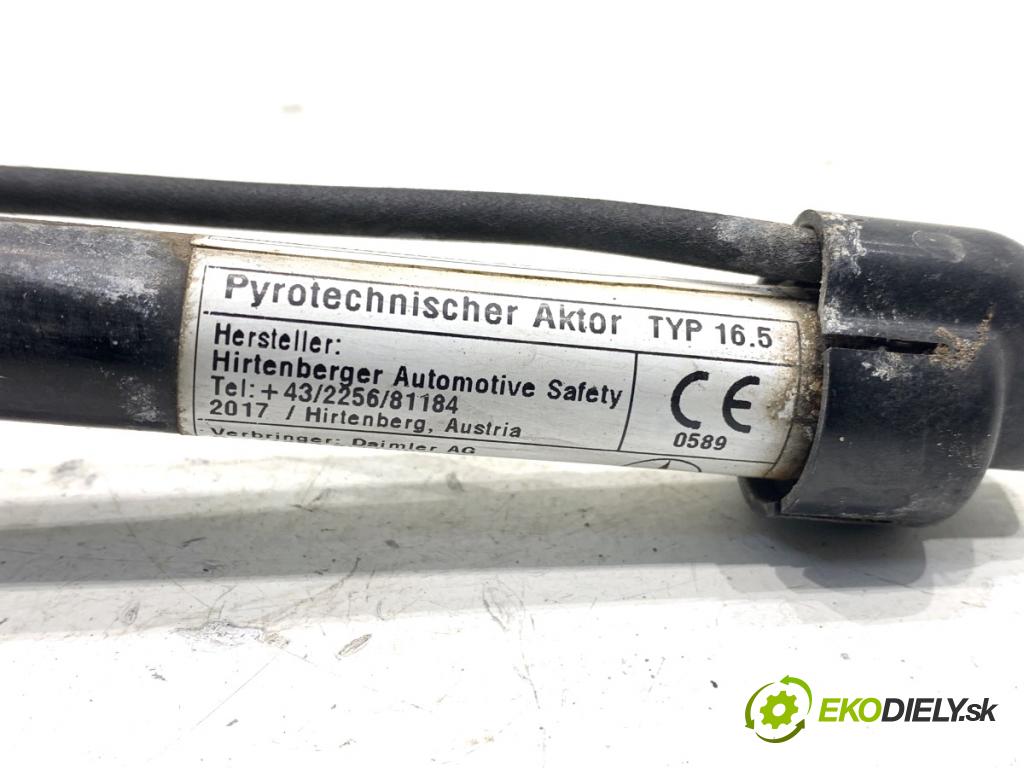 Pyrotechnischer Aktor TYP 16.5
Hersteller:
Hirtenberger Automotive Safety
Tel: + 43/2256/81184
2017 / Hirtenberg, Austria
CE
0589
Verbringer: Daimler AG
EKODIELY.sk